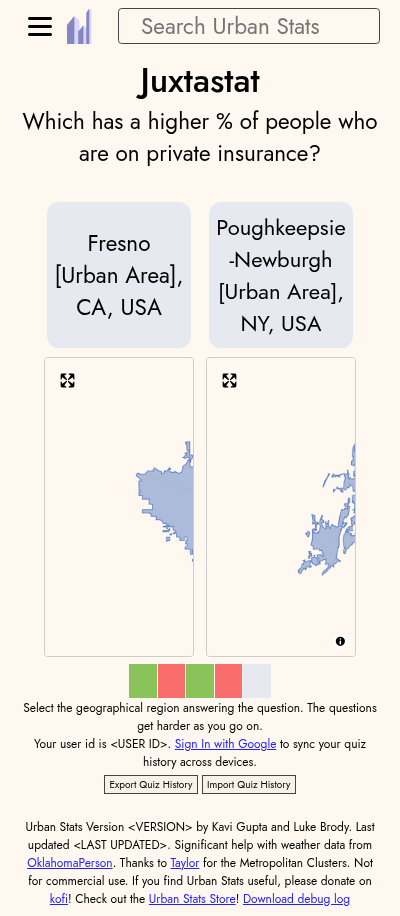 Search Urban Stats
Juxtastat
Which has a higher % of people who
are on private insurance?
Fresno
[Urban Area],
CA, USA
Poughkeepsie
-Newburgh
[Urban Area],
NY, USA
Select the geographical region answering the question. The questions
get harder as you go on.
Your user id is <USER ID>. Sign In with Google to sync your quiz
history across devices.
Export Quiz History Import Quiz History
Urban Stats Version <VERSION> by Kavi Gupta and Luke Brody. Last
updated <LAST UPDATED>. Significant help with weather data from
OklahomaPerson. Thanks to Taylor for the Metropolitan Clusters. Not
for commercial use. If you find Urban Stats useful, please donate on
kofi! Check out the Urban Stats Store! Download debug log